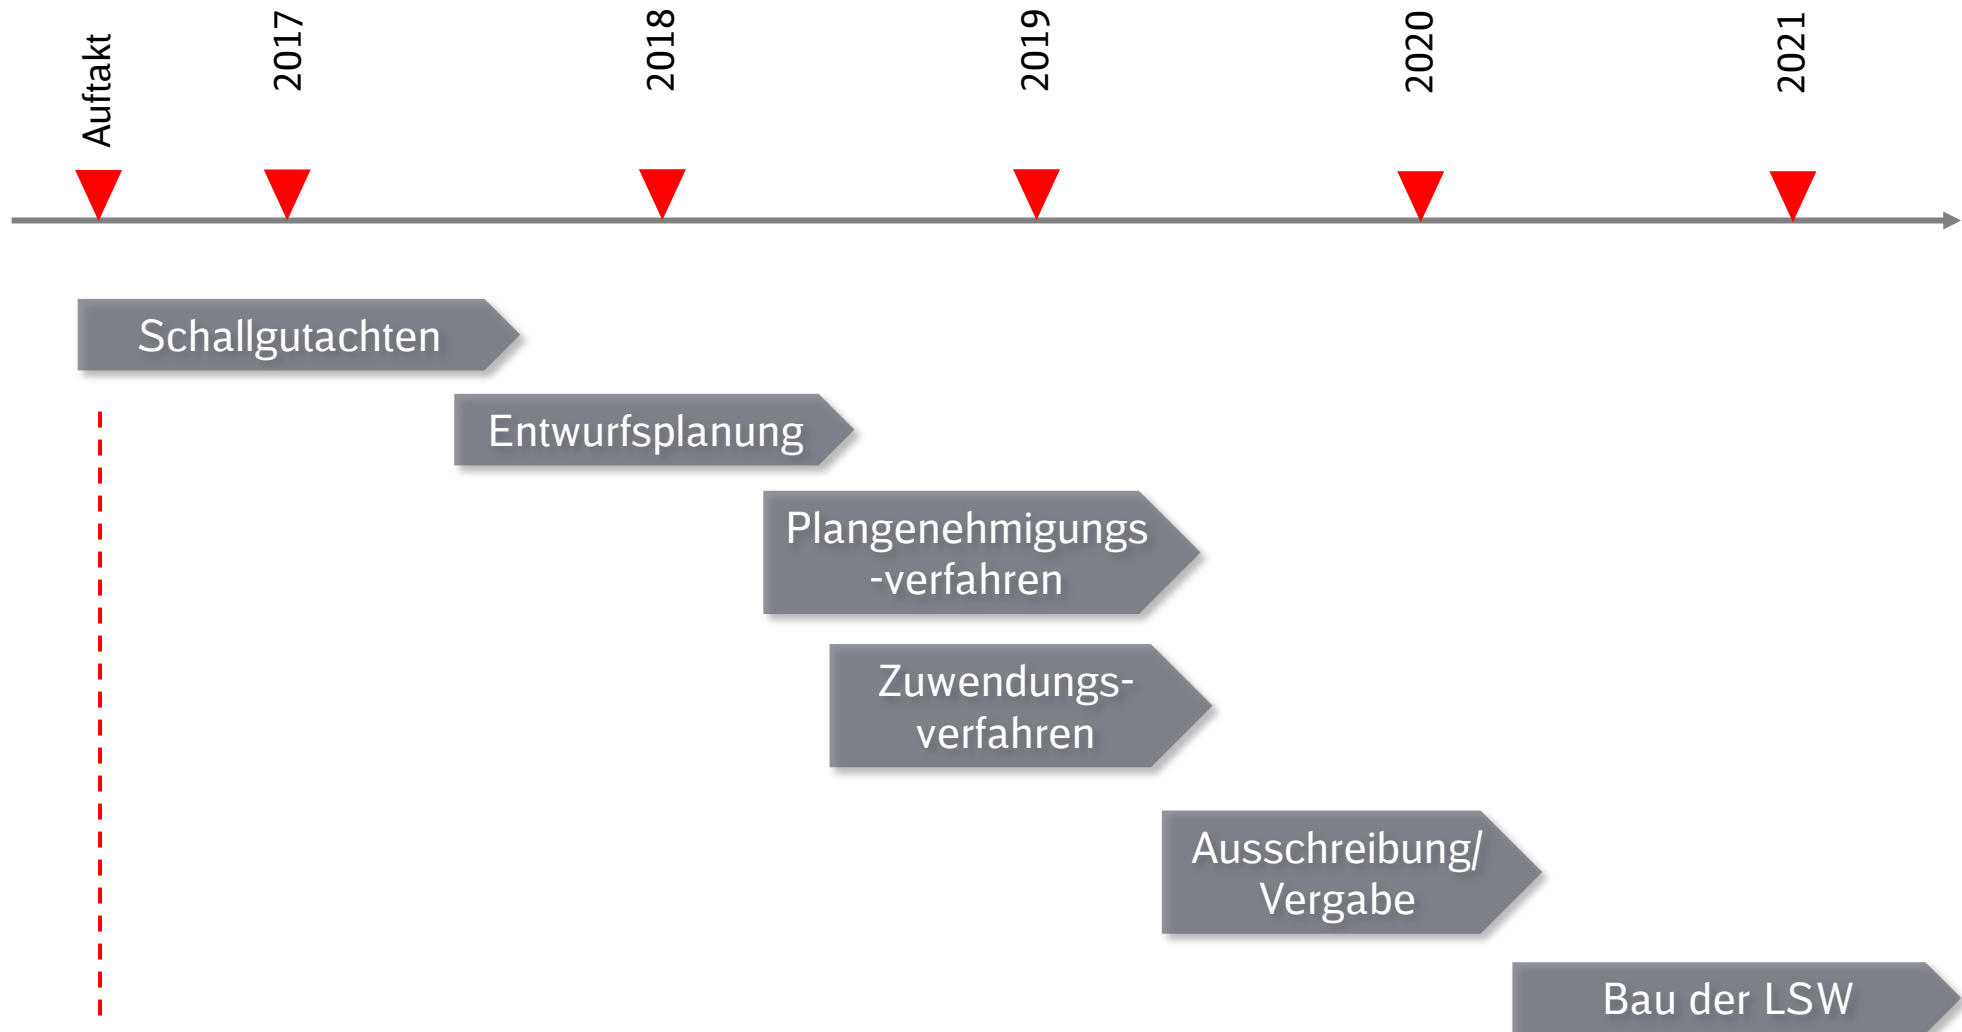 Auftakt
2017
2018
2019
2020
2021
Schallgutachten
Entwurfsplanung
Plangenehmigungs
-verfahren
Zuwendungs-
verfahren
Ausschreibung/
Vergabe
Bau der LSW